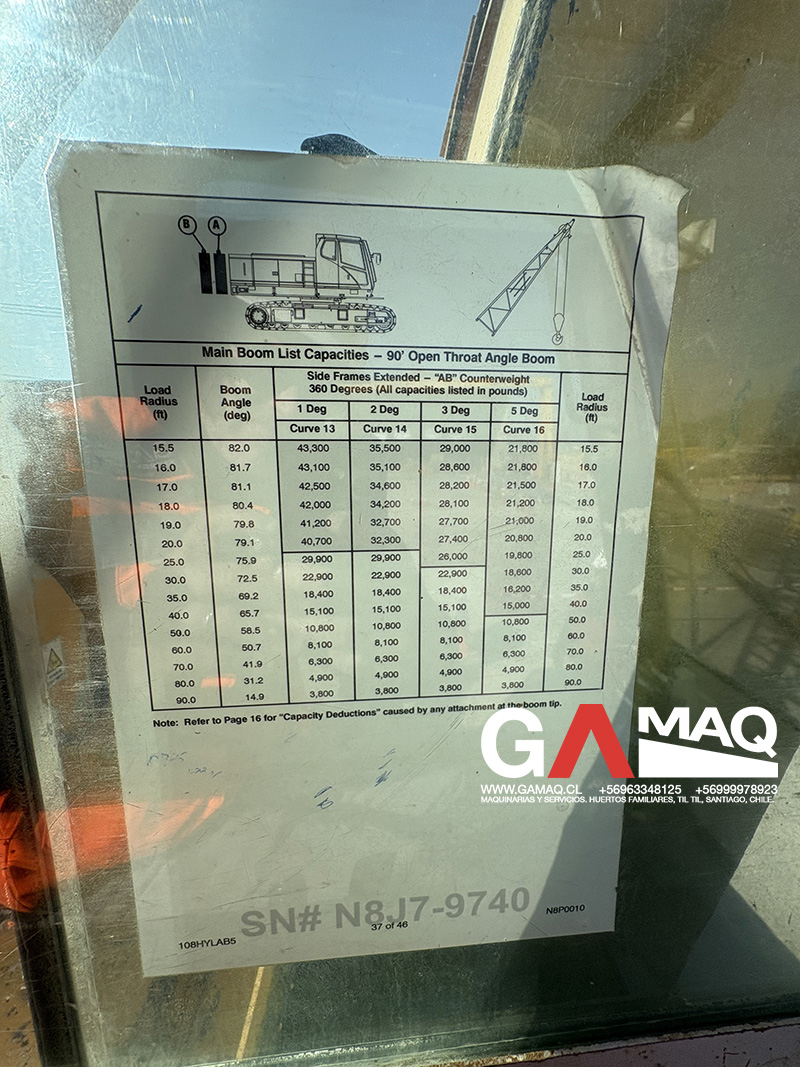 B A
Main Boom List Capacities – 90' Open Throat Angle Boom
Load Radius (ft) Boom Angle (deg) Side Frames Extended – "AB" Counterweight 360 Degrees (All capacities listed in pounds) Load Radius (ft)
1 Deg 2 Deg 3 Deg 5 Deg
Curve 13 Curve 14 Curve 15 Curve 16
15.5 82.0 43,300 35,500 29,000 21,800 15.5
16.0 81.7 43,100 35,100 28,600 21,800 16.0
17.0 81.1 42,500 34,600 28,200 21,500 17.0
18.0 80.4 42,000 34,200 28,100 21,200 18.0
19.0 79.8 41,200 32,700 27,700 21,000 19.0
20.0 79.1 40,700 32,300 27,400 20,800 20.0
25.0 75.9 29,900 29,900 26,000 19,800 25.0
30.0 72.5 22,900 22,900 22,900 18,600 30.0
35.0 69.2 18,400 18,400 18,400 16,200 35.0
40.0 65.7 15,100 15,100 15,100 15,000 40.0
50.0 58.5 10,800 10,800 10,800 10,800 50.0
60.0 50.7 8,100 8,100 8,100 8,100 60.0
70.0 41.9 6,300 6,300 6,300 6,300 70.0
80.0 31.2 4,900 4,900 4,900 4,900 80.0
90.0 14.9 3,800 3,800 3,800 3,800 90.0
Note: Refer to Page 16 for "Capacity Deductions" caused by any attachment at the boom tip.
GAMAQ
WWW.GAMAQ.CL +56963348125 +56999978923
MAQUINARIAS Y SERVICIOS. HUERTOS FAMILIARES, TIL TIL, SANTIAGO, CHILE.
SN# N8J7-9740
108HYLAB5 37 of 46 N8P0010